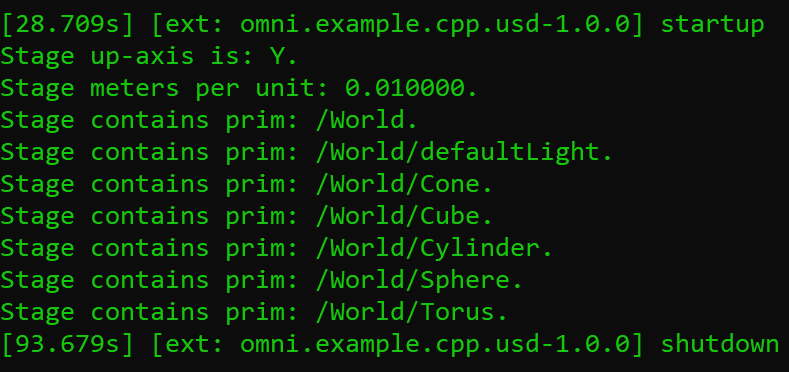 [28.709s] [ext: omni.example.cpp.usd-1.0.0] startup
Stage up-axis is: Y.
Stage meters per unit: 0.010000.
Stage contains prim: /World.
Stage contains prim: /World/defaultLight.
Stage contains prim: /World/Cone.
Stage contains prim: /World/Cube.
Stage contains prim: /World/Cylinder.
Stage contains prim: /World/Sphere.
Stage contains prim: /World/Torus.
[93.679s] [ext: omni.example.cpp.usd-1.0.0] shutdown